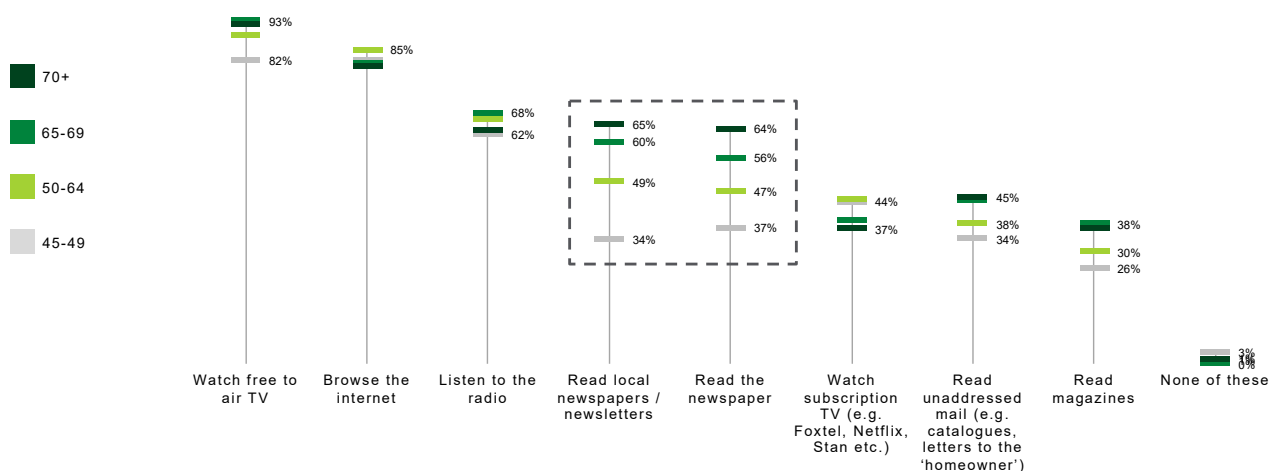 70+
65-69
50-64
45-49
93%
82%
85%
68%
62%
65%
60%
49%
34%
64%
56%
47%
37%
44%
37%
45%
38%
34%
38%
30%
26%
3%
1%
0%
Watch free to
air TV
Browse the
internet
Listen to the
radio
Read local
newspapers /
newsletters
Read the
newspaper
Watch
subscription
TV (e.g.
Foxtel, Netflix,
Stan etc.)
Read
unaddressed
mail (e.g.
catalogues,
letters to the
‘homeowner’)
Read
magazines
None of these